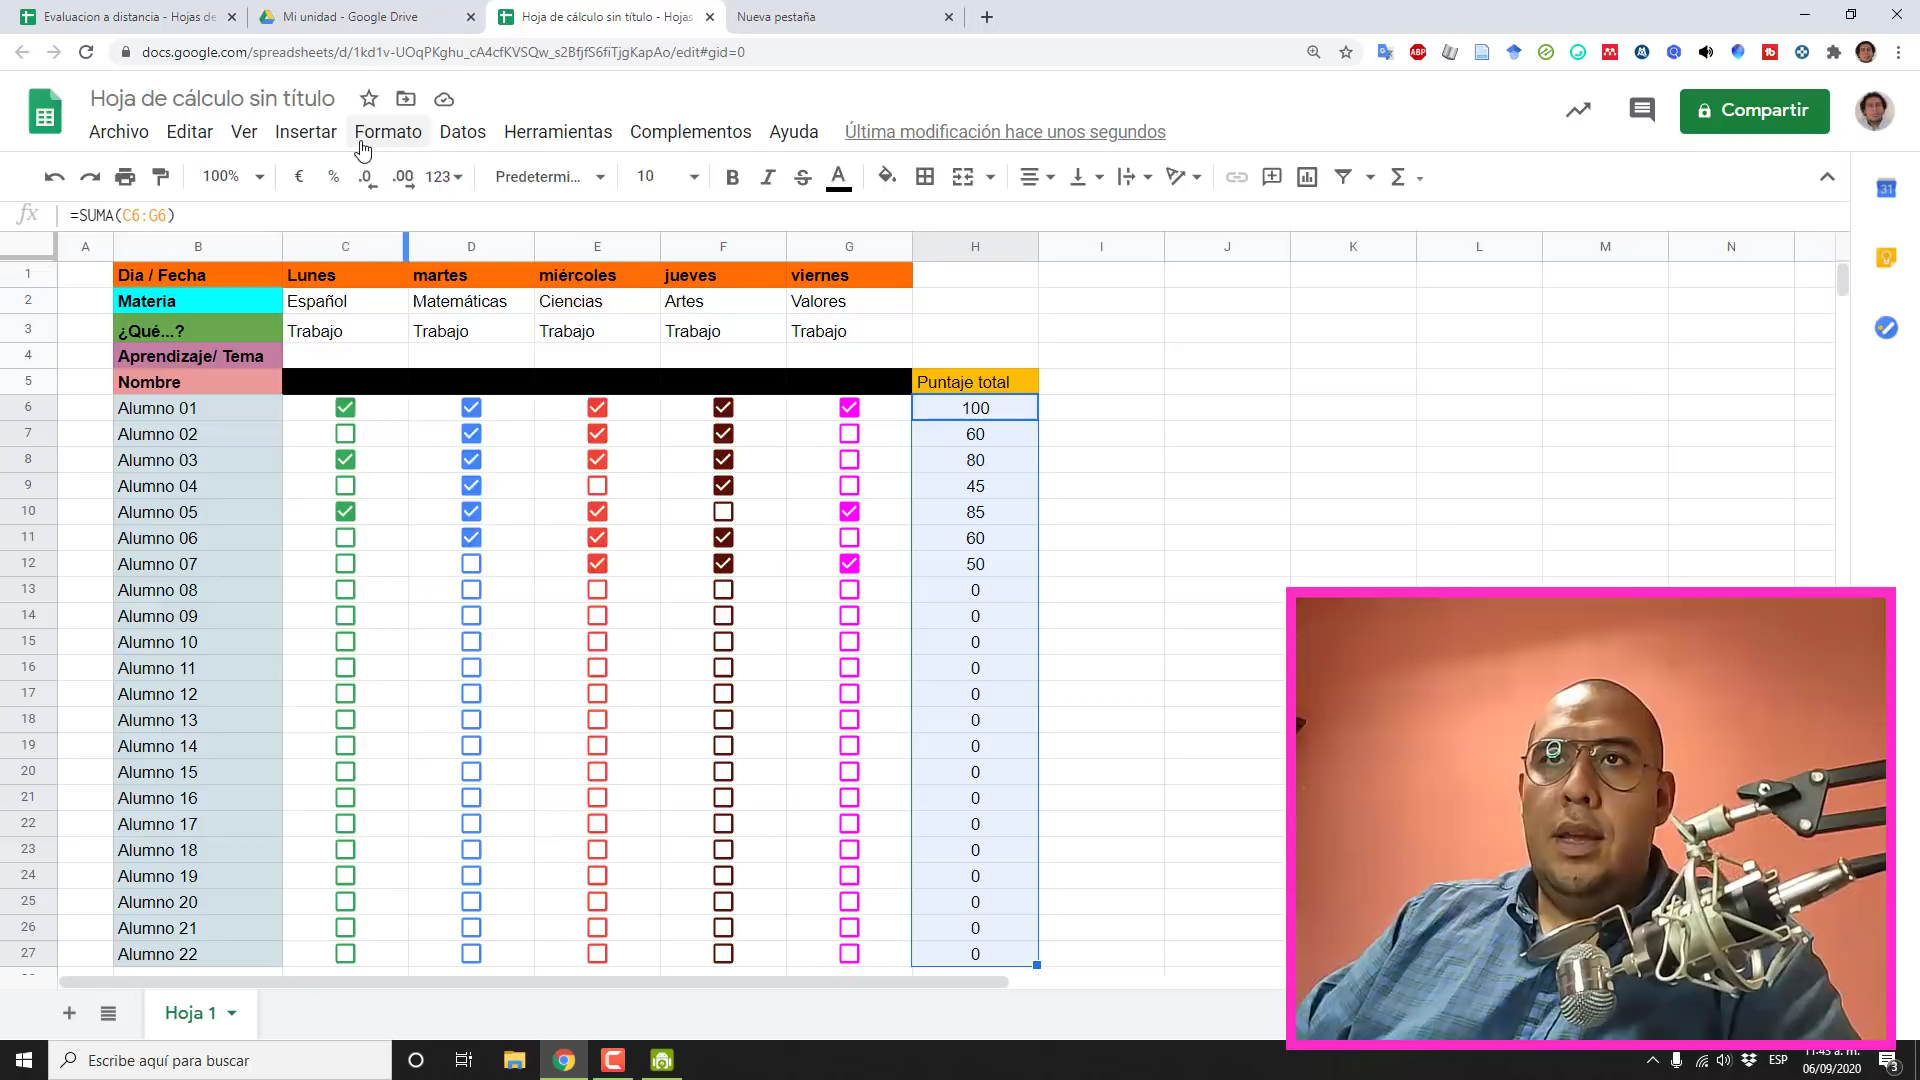 Evaluacion a distancia - Hojas de
Mi unidad - Google Drive
Hoja de cálculo sin título - Hojas
Nueva pestaña
docs.google.com/spreadsheets/d/1kd1v-UOqPKghu_cA4cfKVSQw_s2BfjfS6fiTjgKapAo/edit#gid=0
Hoja de cálculo sin título
Archivo Editar Ver Insertar Formato Datos Herramientas Complementos Ayuda Última modificación hace unos segundos
Compartir
100% € % .0 .00 123 Predetermi... 10 B I S A Σ
fx =SUMA(C6:G6)
A B C D E F G H I J K L M N
1 Dia / Fecha Lunes martes miércoles jueves viernes
2 Materia Español Matemáticas Ciencias Artes Valores
3 ¿Qué...? Trabajo Trabajo Trabajo Trabajo Trabajo
4 Aprendizaje/ Tema
5 Nombre Puntaje total
6 Alumno 01 100
7 Alumno 02 60
8 Alumno 03 80
9 Alumno 04 45
10 Alumno 05 85
11 Alumno 06 60
12 Alumno 07 50
13 Alumno 08 0
14 Alumno 09 0
15 Alumno 10 0
16 Alumno 11 0
17 Alumno 12 0
18 Alumno 13 0
19 Alumno 14 0
20 Alumno 15 0
21 Alumno 16 0
22 Alumno 17 0
23 Alumno 18 0
24 Alumno 19 0
25 Alumno 20 0
26 Alumno 21 0
27 Alumno 22 0
Hoja 1
Escribe aquí para buscar
ESP
06/09/2020
3
31
ABP